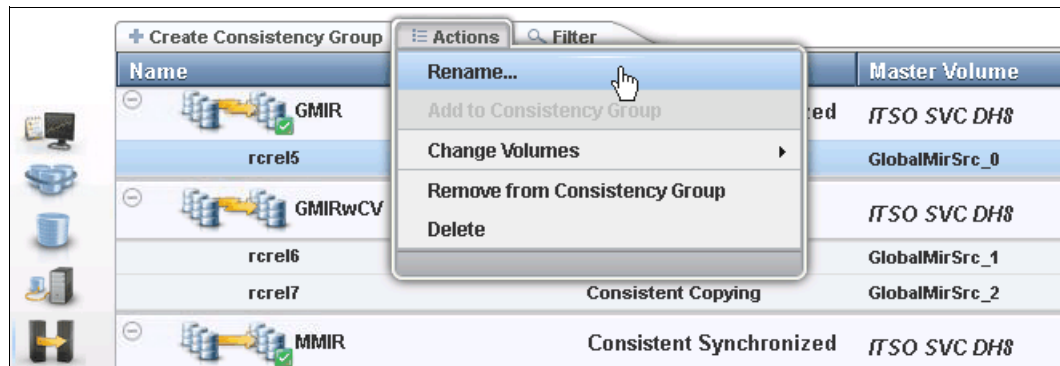 Create Consistency Group Actions Filter
Name Master Volume
Rename...
GMIR ed ITSO SVC DH8
Add to Consistency Group
rcrel5 GlobalMirSrc_0
Change Volumes
Remove from Consistency Group
GMIRwCV ITSO SVC DH8
Delete
rcrel6 GlobalMirSrc_1
rcrel7 Consistent Copying GlobalMirSrc_2
MMIR Consistent Synchronized ITSO SVC DH8